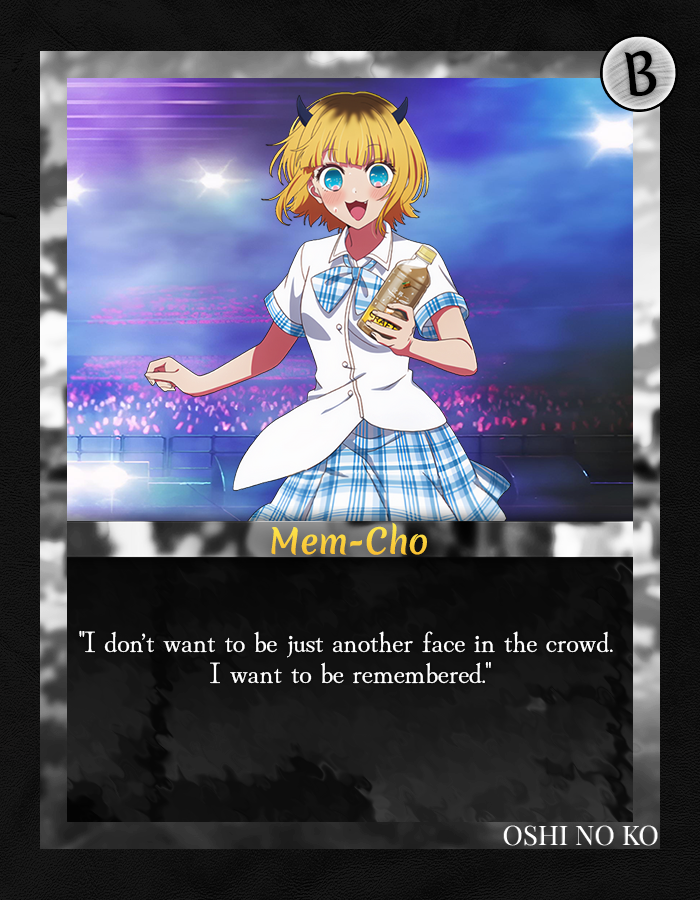 B
Mem-Cho
"I don't want to be just another face in the crowd.
I want to be remembered."
OSHI NO KO